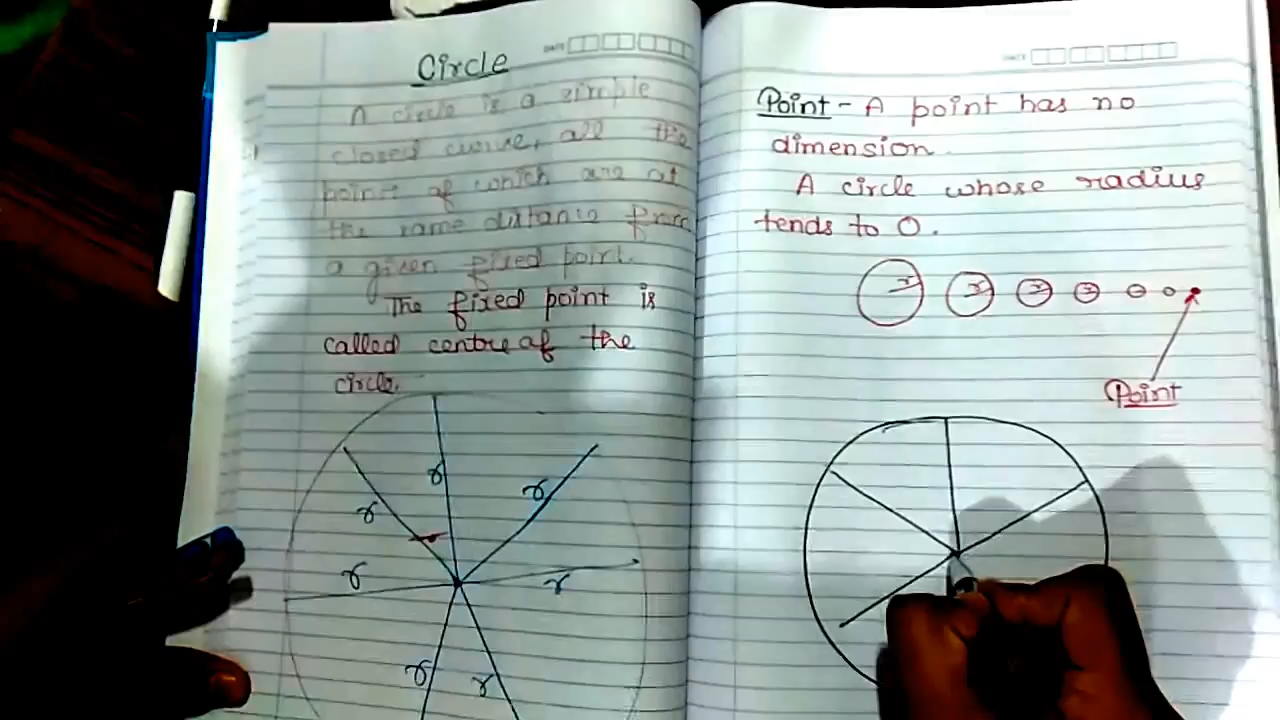 Circle
DATE
A circle is a simple
closed curve, all the
points of which are at
the same distance from
a given fixed point.
The fixed point is
called centre of the
circle.
r
r
r
r
r
r
r
DATE
Point - A point has no
dimension.
A circle whose radius
tends to 0.
r r r r
Point